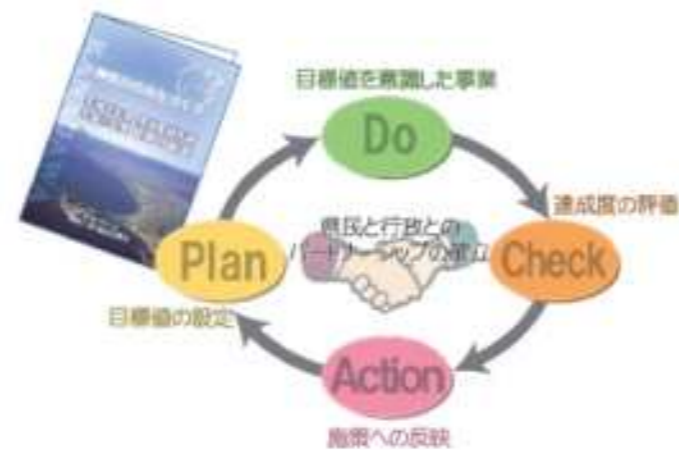 目標値を意識した事業
Do
達成度の評価
県民と行政との
パートナーシップの確立
Plan
Check
目標値の設定
Action
施策への反映